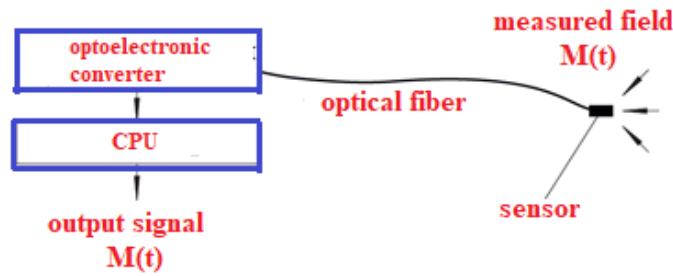 optoelectronic
converter
CPU
output signal
M(t)
optical fiber
measured field
M(t)
sensor